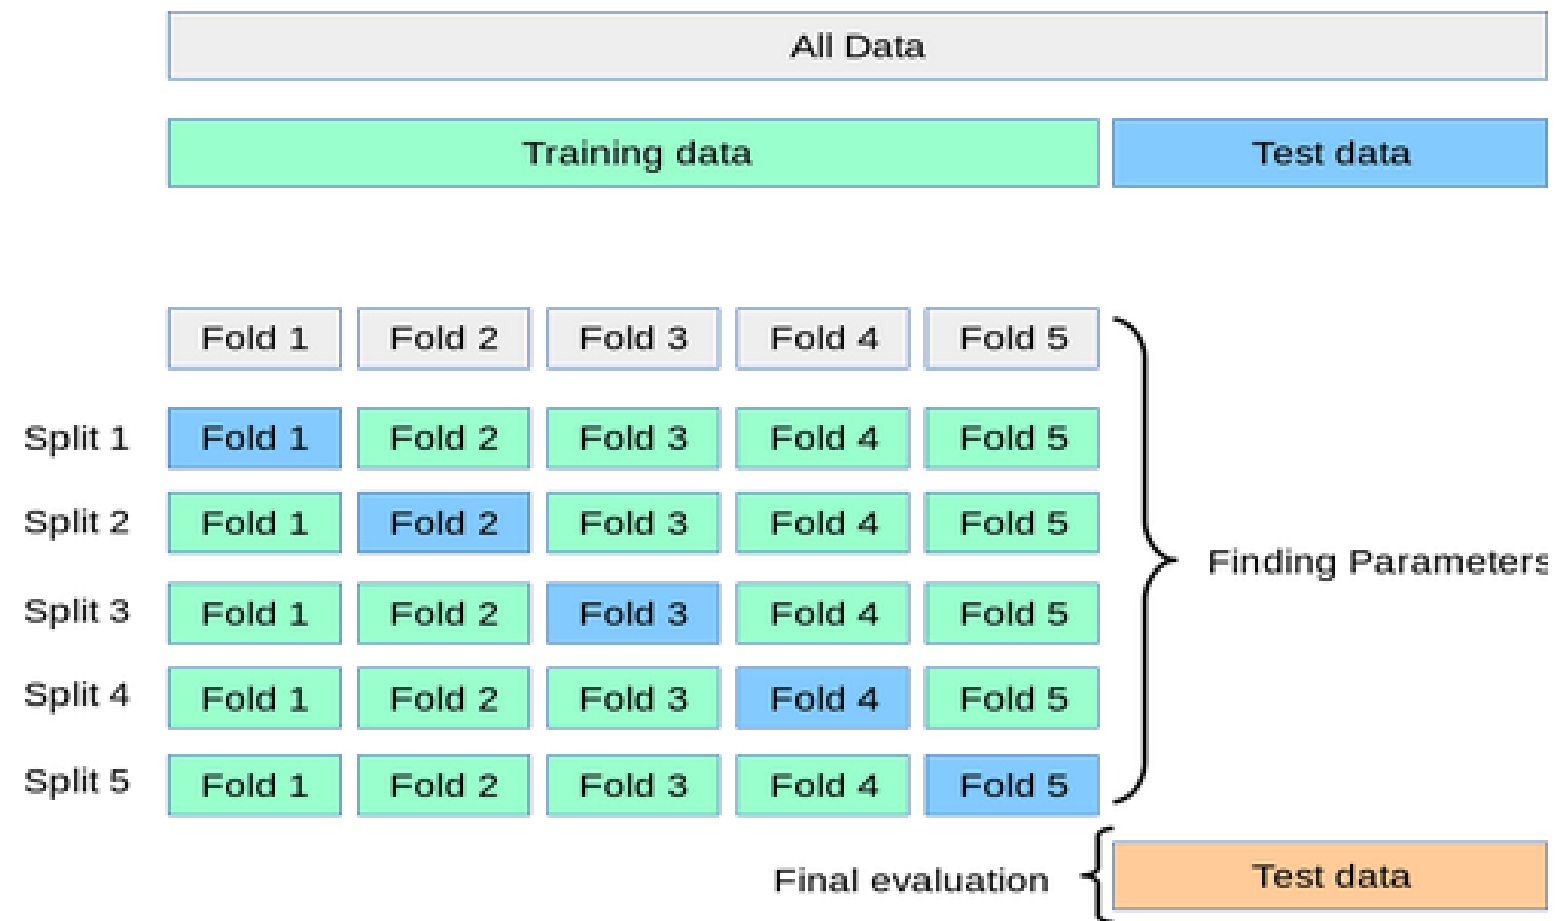 All Data
Training data Test data
Fold 1 Fold 2 Fold 3 Fold 4 Fold 5
Split 1 Fold 1 Fold 2 Fold 3 Fold 4 Fold 5
Split 2 Fold 1 Fold 2 Fold 3 Fold 4 Fold 5
Finding Parameters
Split 3 Fold 1 Fold 2 Fold 3 Fold 4 Fold 5
Split 4 Fold 1 Fold 2 Fold 3 Fold 4 Fold 5
Split 5 Fold 1 Fold 2 Fold 3 Fold 4 Fold 5
Final evaluation Test data